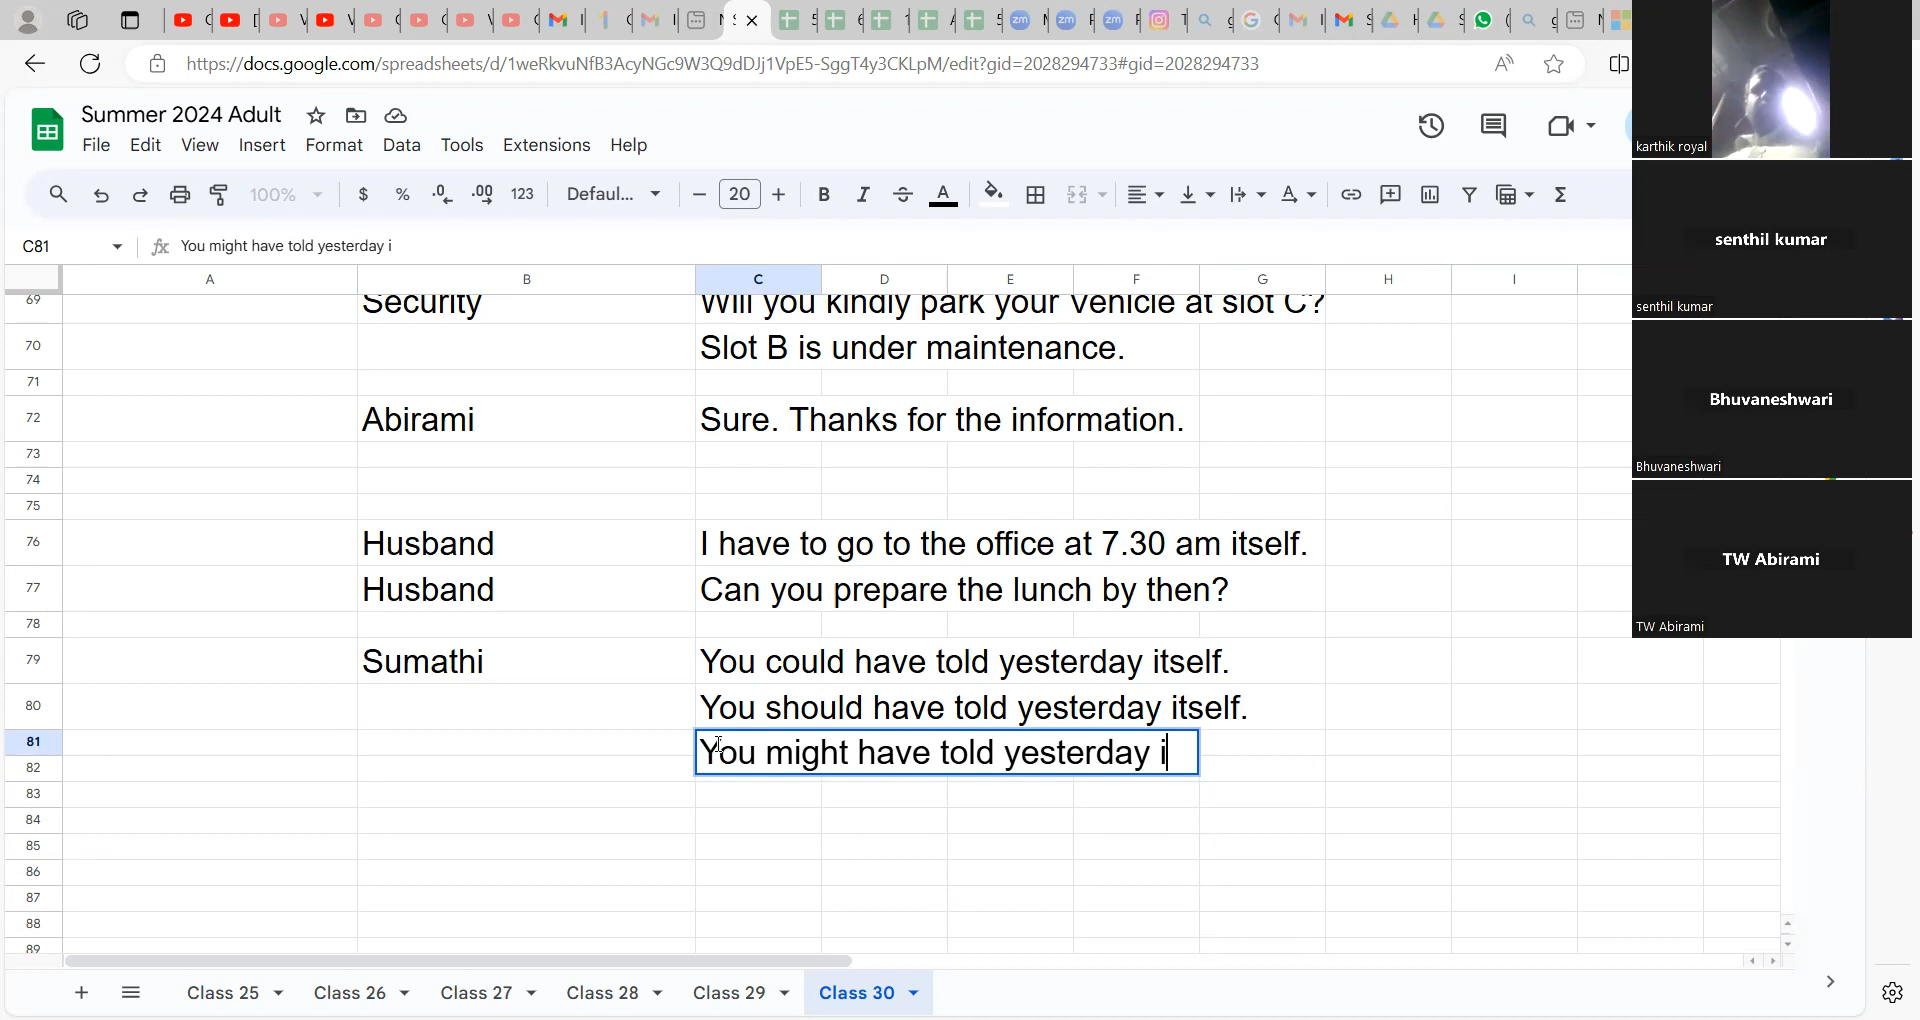 https://docs.google.com/spreadsheets/d/1weRkvuNfB3AcyNGc9W3Q9dDJj1VpE5-SggT4y3CKLpM/edit?gid=2028294733#gid=2028294733
Summer 2024 Adult
File Edit View Insert Format Data Tools Extensions Help
100% $ % .0 .00 123 Defaul... 20
C81 You might have told yesterday i
A B C D E F G H I
69 Security Will you kindly park your vehicle at slot C?
70 Slot B is under maintenance.
71
72 Abirami Sure. Thanks for the information.
73
74
75
76 Husband I have to go to the office at 7.30 am itself.
77 Husband Can you prepare the lunch by then?
78
79 Sumathi You could have told yesterday itself.
80 You should have told yesterday itself.
81 You might have told yesterday i
82
83
84
85
86
87
88
89
Class 25 Class 26 Class 27 Class 28 Class 29 Class 30
karthik royal
senthil kumar
senthil kumar
Bhuvaneshwari
Bhuvaneshwari
TW Abirami
TW Abirami